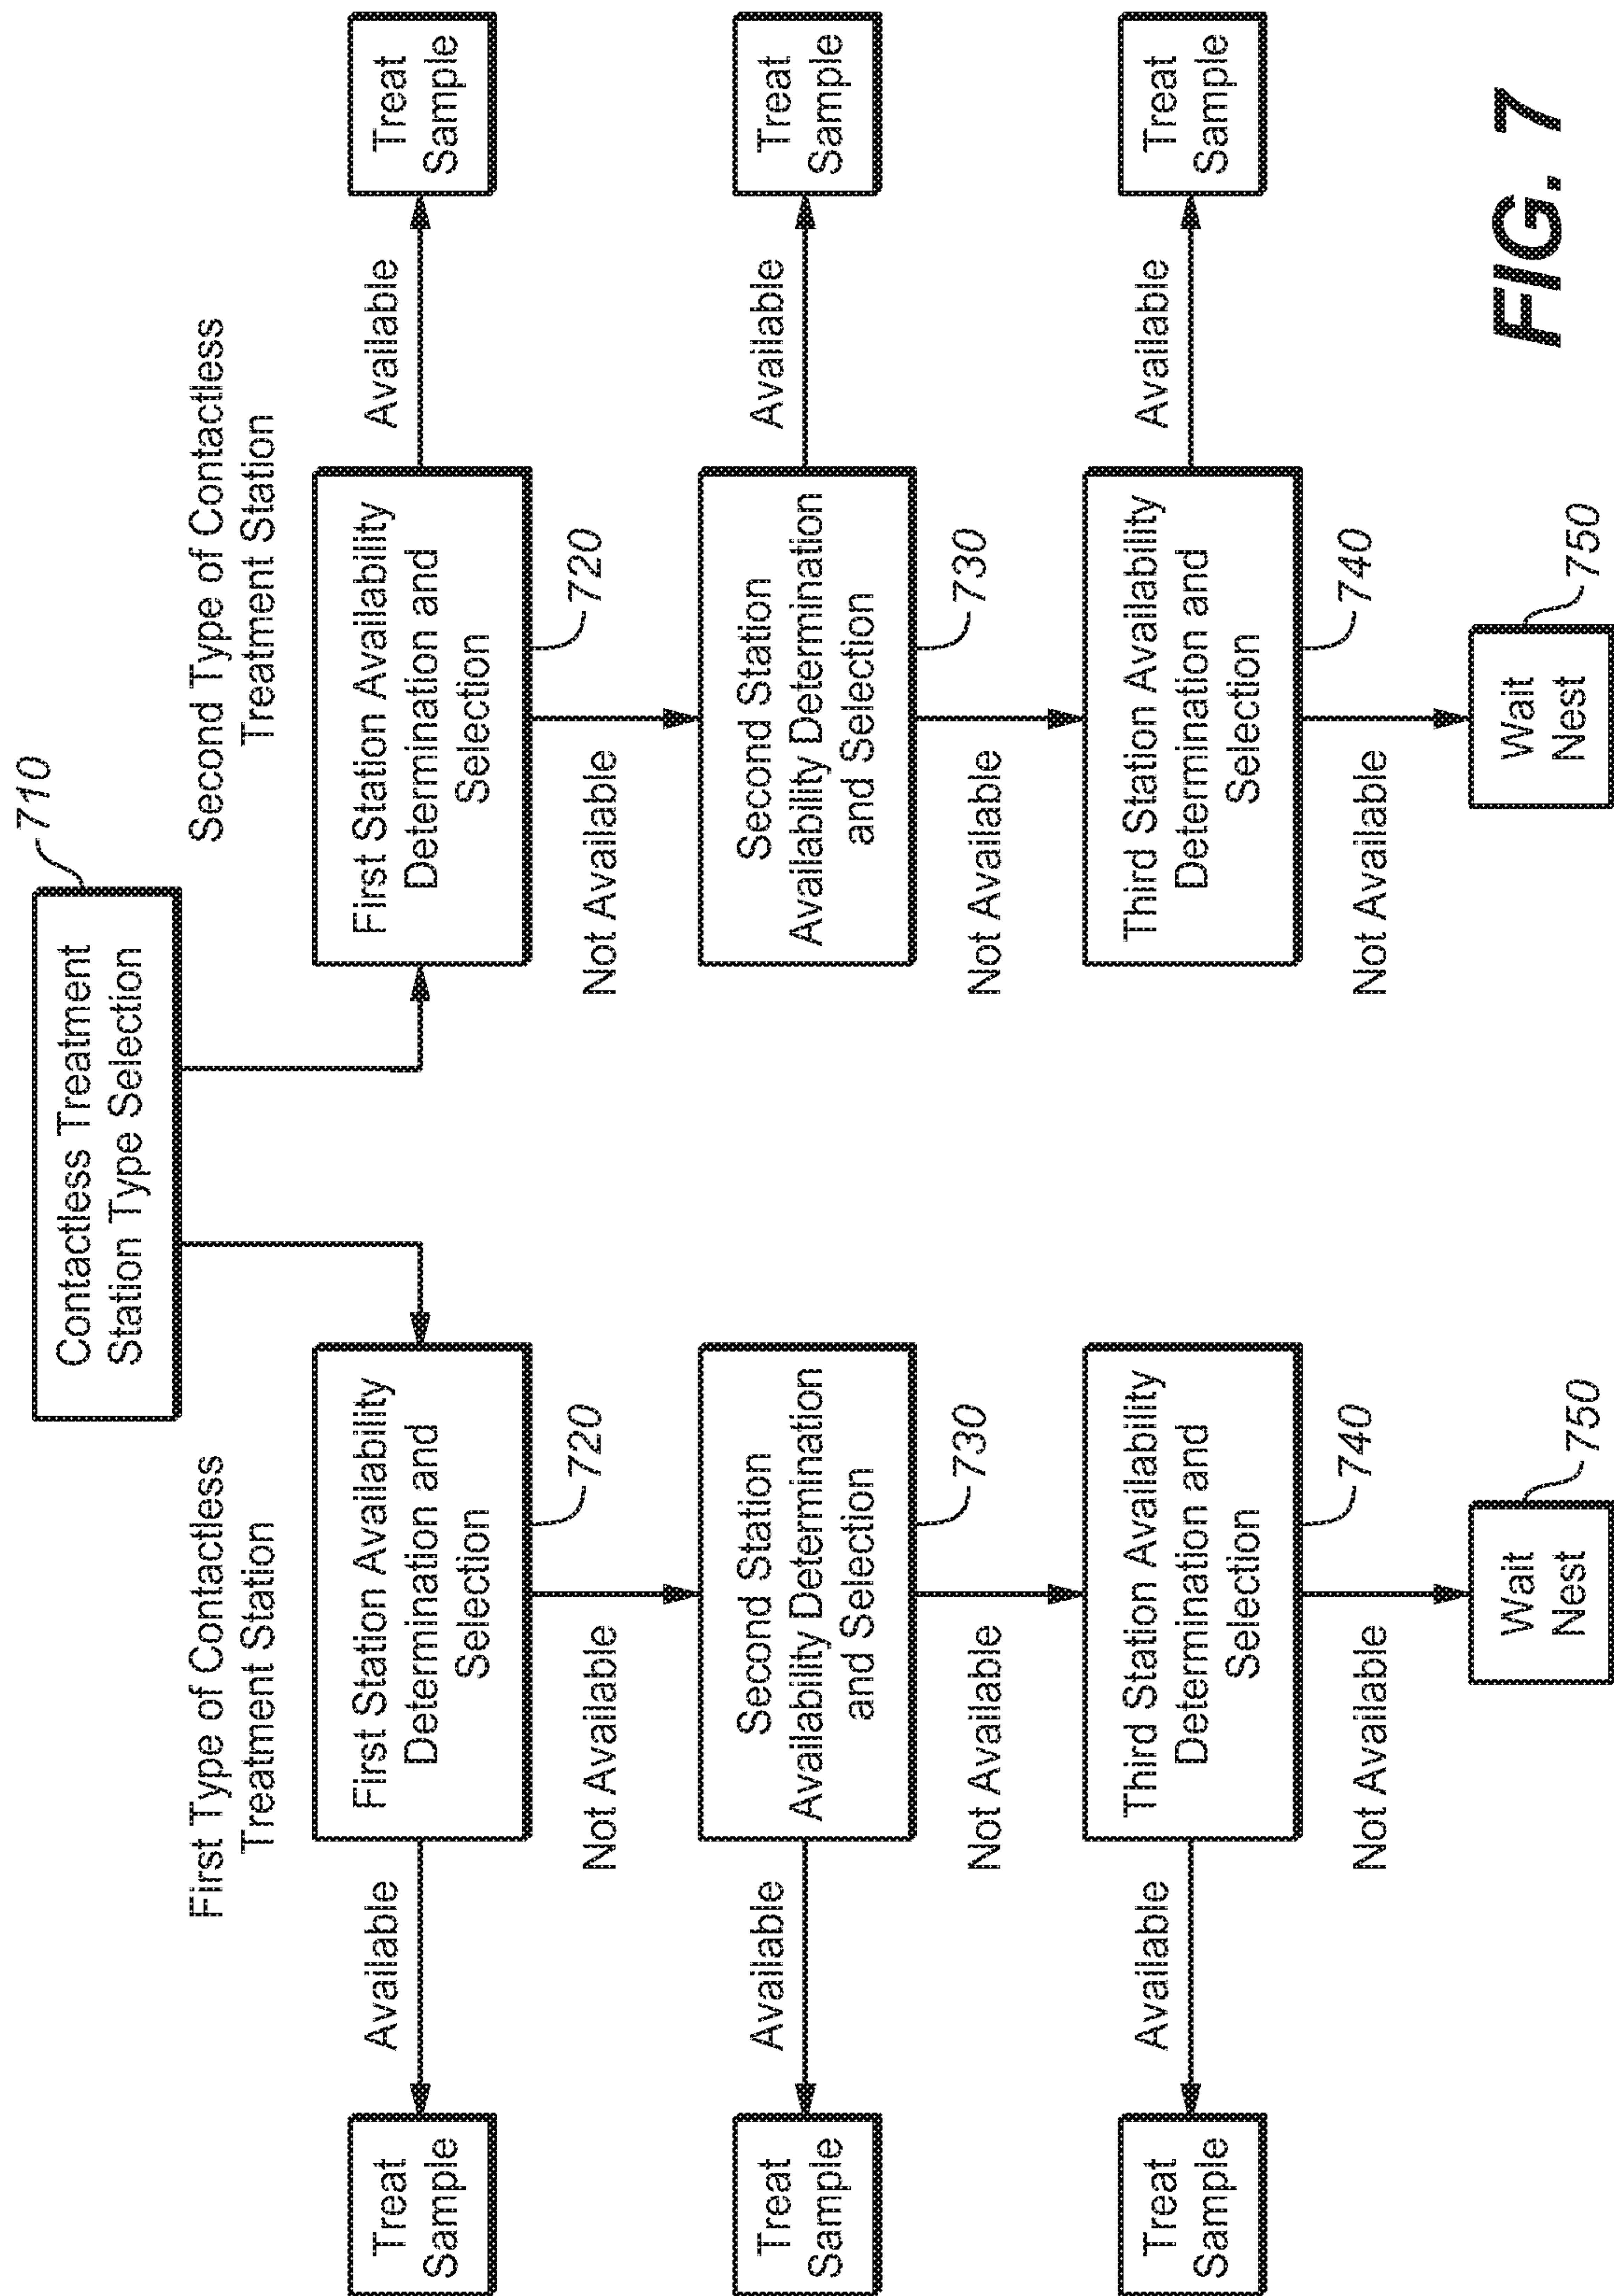 710
Contactless Treatment
Station Type Selection
First Type of Contactless
Treatment Station
Second Type of Contactless
Treatment Station
Treat
Sample
Available
First Station Availability
Determination and
Selection
720
First Station Availability
Determination and
Selection
720
Available
Treat
Sample
Not Available
Not Available
Treat
Sample
Available
Second Station
Availability Determination
and Selection
730
Second Station
Availability Determination
and Selection
730
Available
Treat
Sample
Not Available
Not Available
Treat
Sample
Available
Third Station Availability
Determination and
Selection
740
Third Station Availability
Determination and
Selection
740
Available
Treat
Sample
Not Available
Not Available
Wait
Nest
750
Wait
Nest
750
FIG. 7